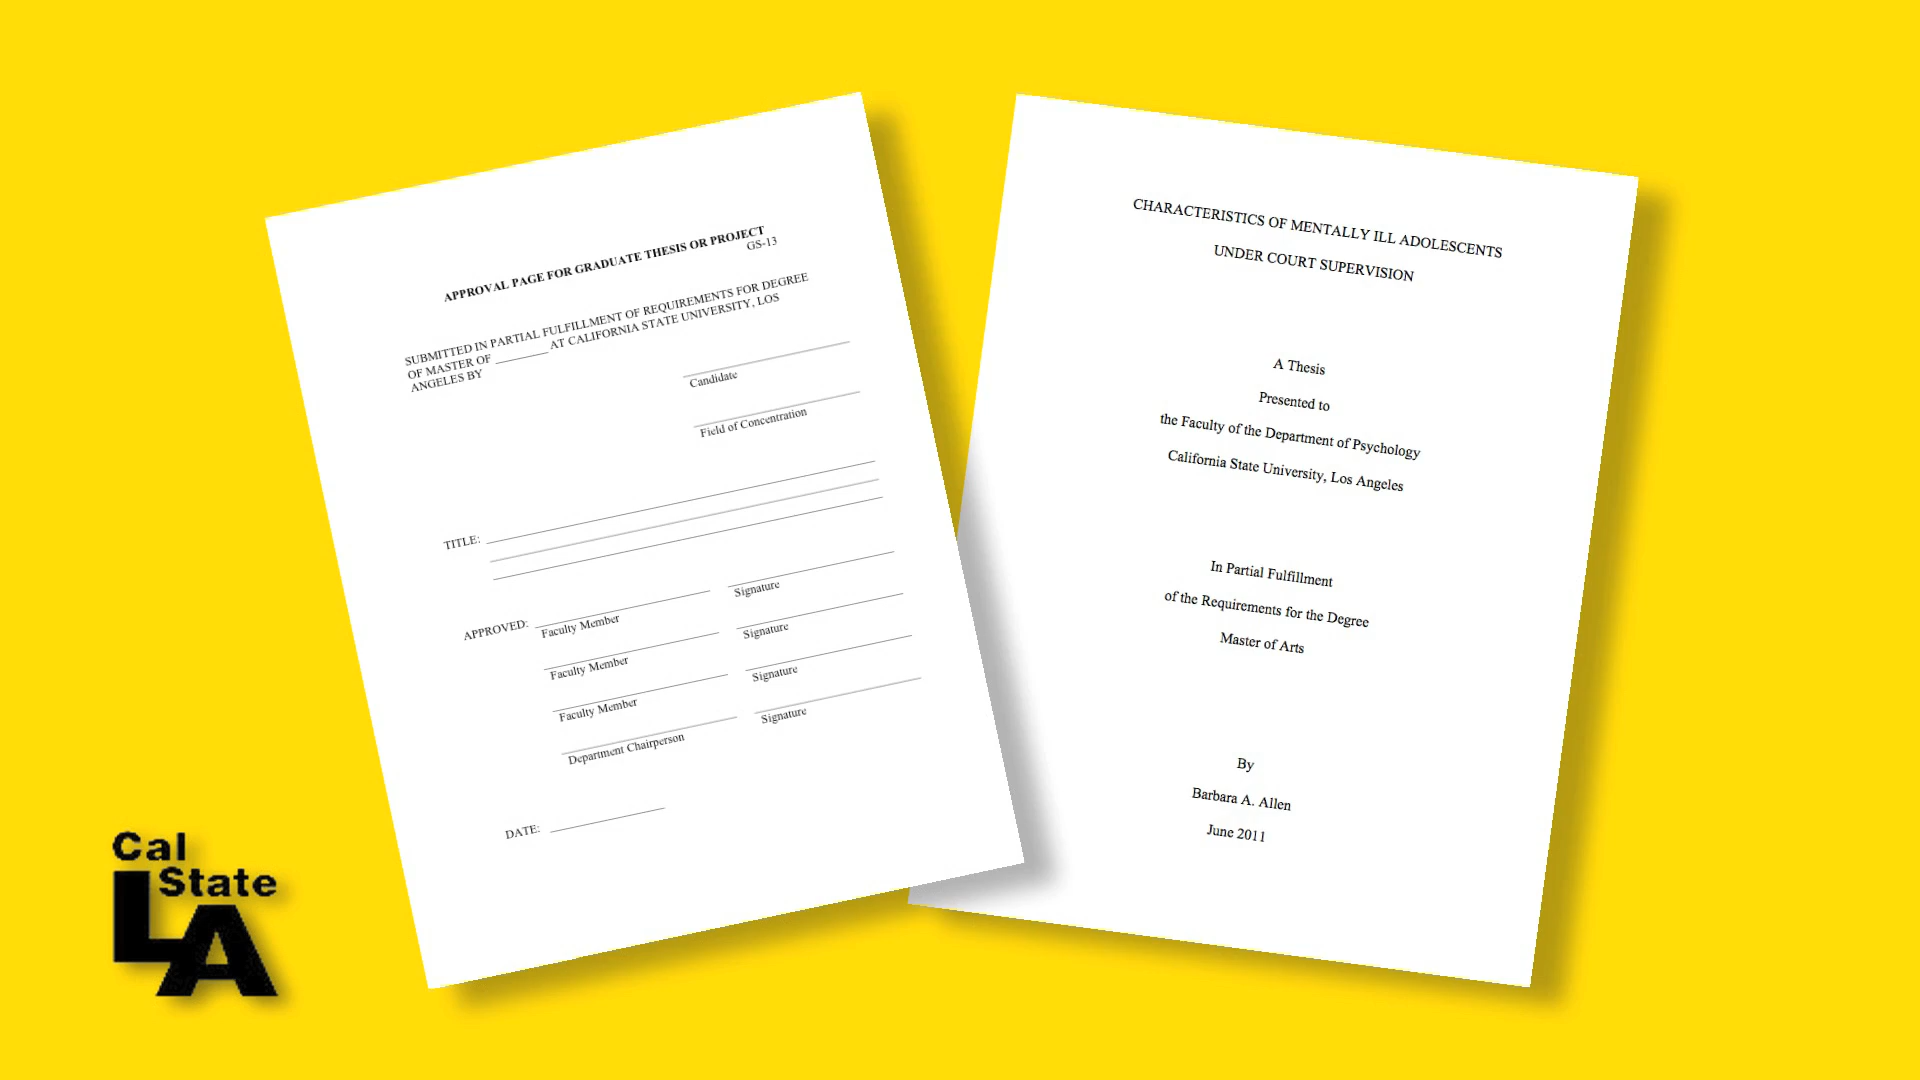 APPROVAL PAGE FOR GRADUATE THESIS OR PROJECT
GS-13
SUBMITTED IN PARTIAL FULFILLMENT OF REQUIREMENTS FOR DEGREE
OF MASTER OF ________ AT CALIFORNIA STATE UNIVERSITY, LOS
ANGELES BY
Candidate
Field of Concentration
TITLE:
APPROVED:
Faculty Member Signature
Faculty Member Signature
Faculty Member Signature
Department Chairperson Signature
DATE:
CHARACTERISTICS OF MENTALLY ILL ADOLESCENTS
UNDER COURT SUPERVISION
A Thesis
Presented to
the Faculty of the Department of Psychology
California State University, Los Angeles
In Partial Fulfillment
of the Requirements for the Degree
Master of Arts
By
Barbara A. Allen
June 2011
Cal
State
LA